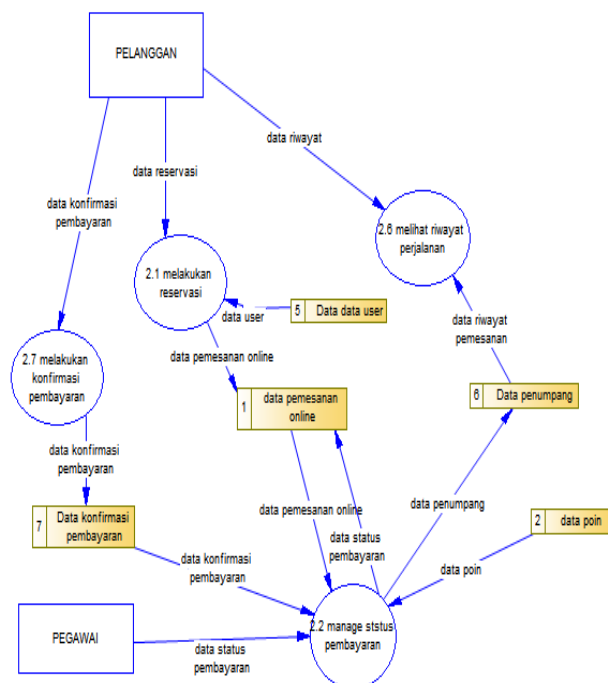 PELANGGAN
data riwayat
data reservasi
data konfirmasi
pembayaran
2.6 melihat riwayat
perjalanan
2.1 melakukan
reservasi
5 Data data user
data user
data riwayat
pemesanan
data pemesanan online
2.7 melakukan
konfirmasi
pembayaran
1 data pemesanan
online
6 Data penumpang
data konfirmasi
pembayaran
data pemesanan online
data penumpang
7 Data konfirmasi
pembayaran
2 data poin
data status
pembayaran
data konfirmasi
pembayaran
data poin
PEGAWAI
2.2 manage ststus
pembayaran
data status
pembayaran